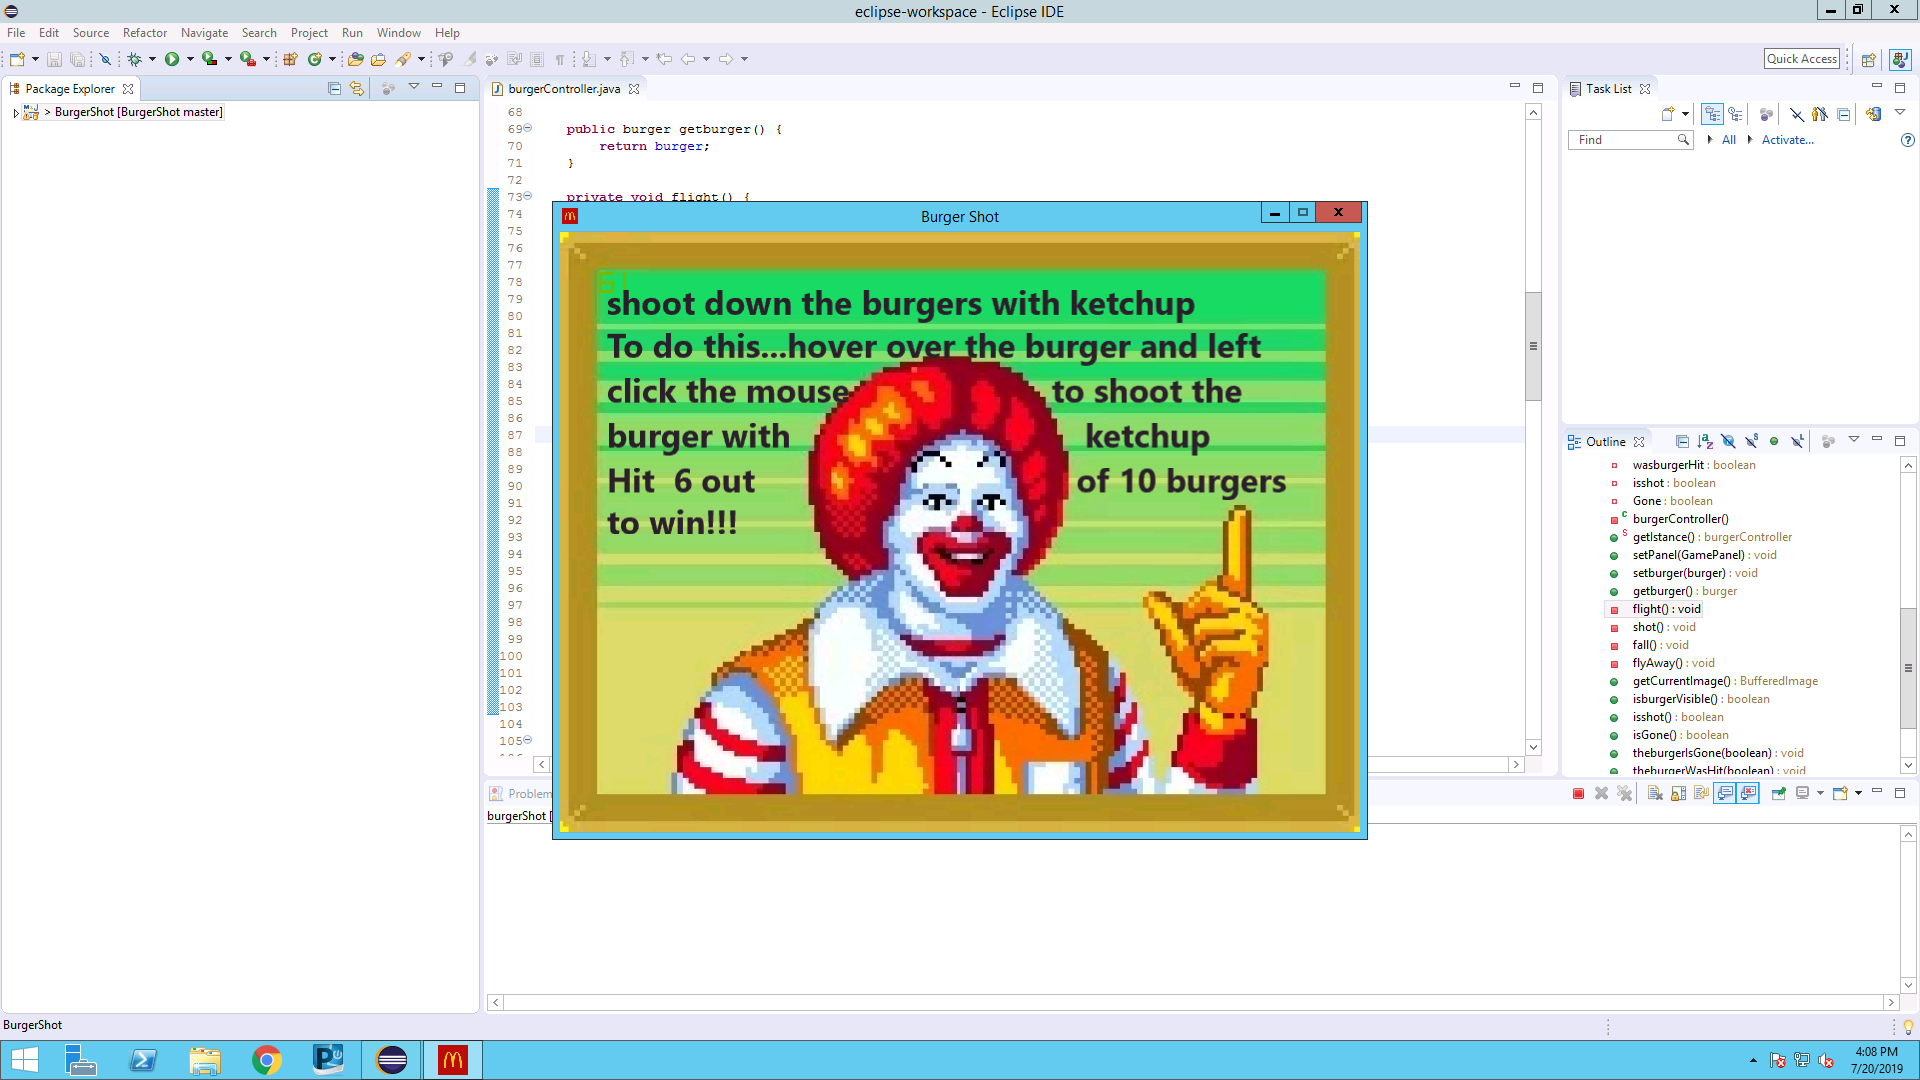 eclipse-workspace - Eclipse IDE
File Edit Source Refactor Navigate Search Project Run Window Help
Quick Access
Package Explorer
> BurgerShot [BurgerShot master]
burgerController.java
68
69 public burger getburger() {
70 return burger;
71 }
72
73 private void flight() {
74
75
76
77
78
79
80
81
82
83
84
85
86
87
88
89
90
91
92
93
94
95
96
97
98
99
100
101
102
103
104
105
Burger Shot
shoot down the burgers with ketchup
To do this...hover over the burger and left
click the mouse to shoot the
burger with ketchup
Hit 6 out of 10 burgers
to win!!!
Task List
Find
All
Activate...
Outline
wasburgerHit : boolean
isshot : boolean
Gone : boolean
burgerController()
getIstance() : burgerController
setPanel(GamePanel) : void
setburger(burger) : void
getburger() : burger
flight() : void
shot() : void
fall() : void
flyAway() : void
getCurrentImage() : BufferedImage
isburgerVisible() : boolean
isshot() : boolean
isGone() : boolean
theburgerIsGone(boolean) : void
theburgerWasHit(boolean) : void
Problem
burgerShot [
BurgerShot
4:08 PM
7/20/2019